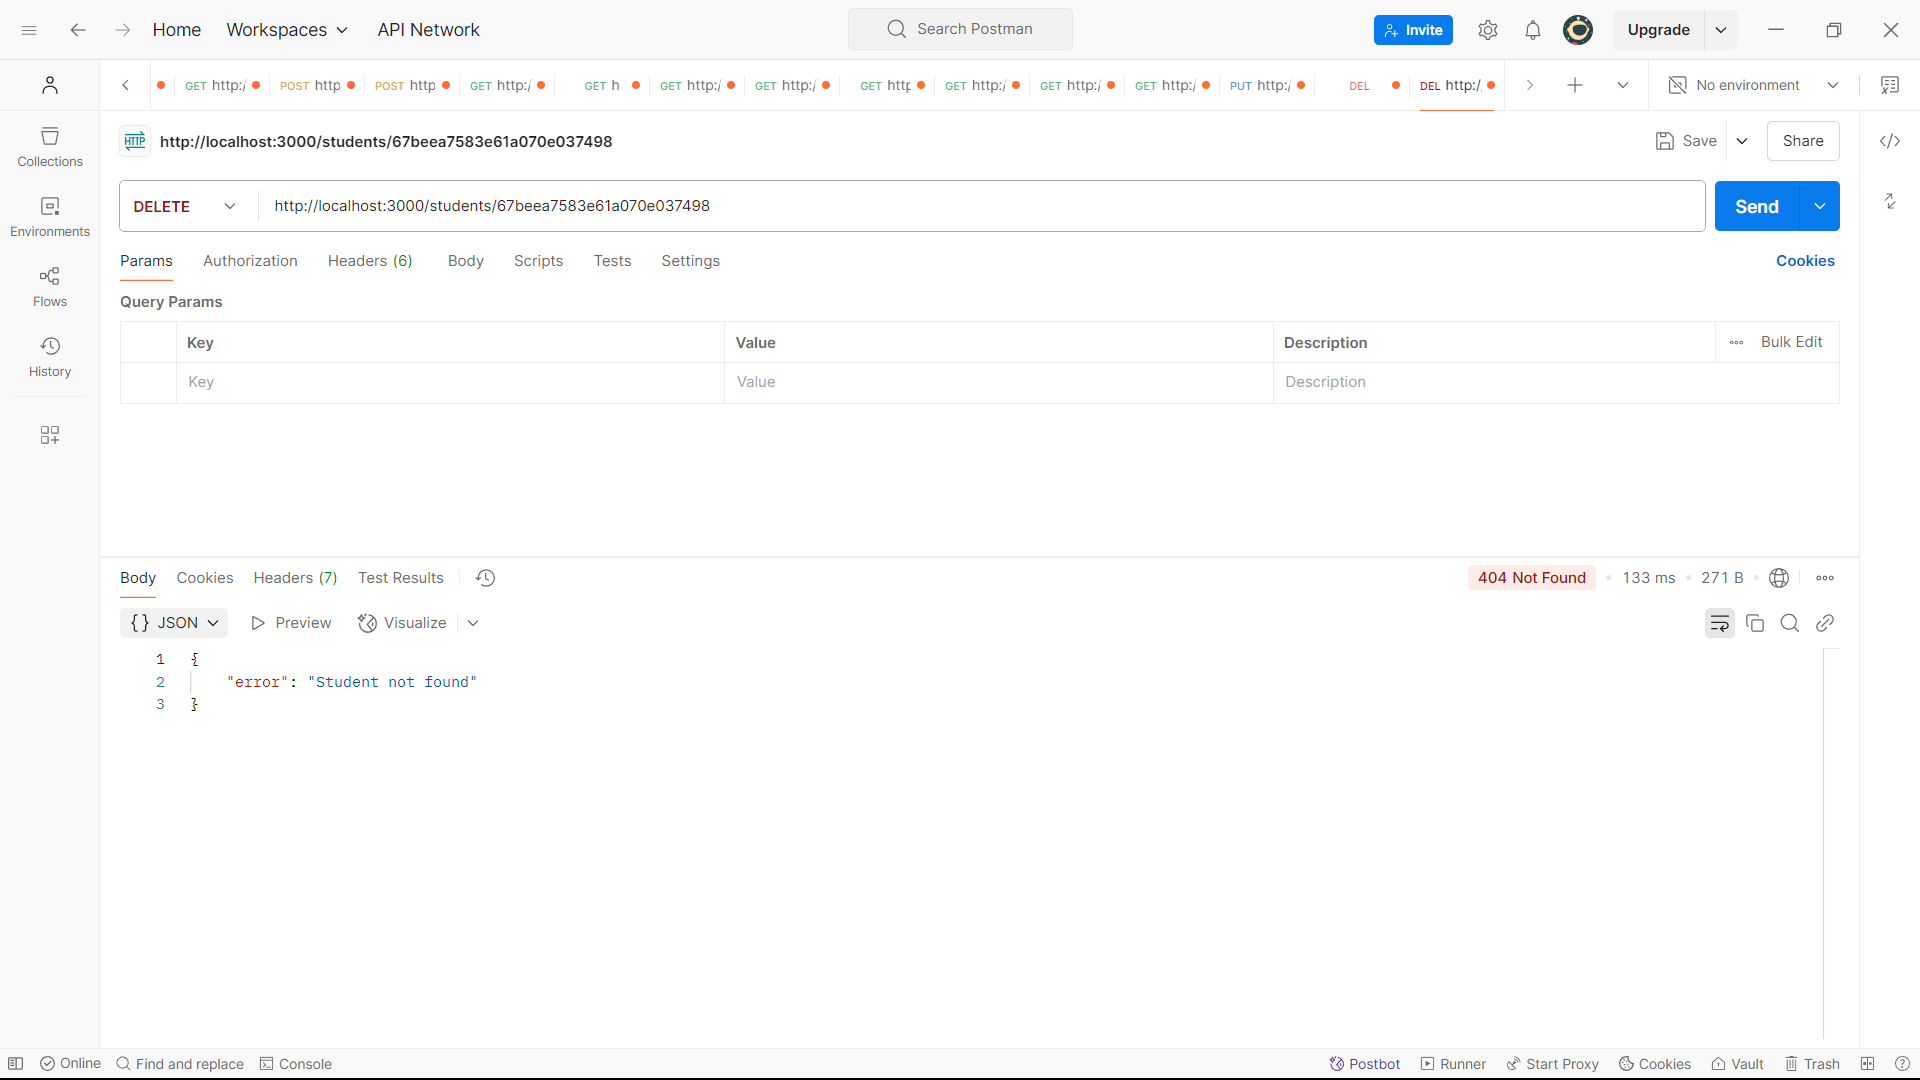 Home Workspaces API Network Search Postman Invite Upgrade
GET http:/ POST http POST http GET http:/ GET h GET http:/ GET http:/ GET http GET http:/ GET http:/ GET http:/ PUT http:/ DEL DEL http:/ No environment
HTTP http://localhost:3000/students/67beea7583e61a070e037498 Save Share
Collections
Environments
Flows
History
DELETE http://localhost:3000/students/67beea7583e61a070e037498 Send
Params Authorization Headers (6) Body Scripts Tests Settings Cookies
Query Params
Key Value Description Bulk Edit
Key Value Description
Body Cookies Headers (7) Test Results 404 Not Found 133 ms 271 B
{} JSON Preview Visualize
1 {
2 "error": "Student not found"
3 }
Online Find and replace Console Postbot Runner Start Proxy Cookies Vault Trash